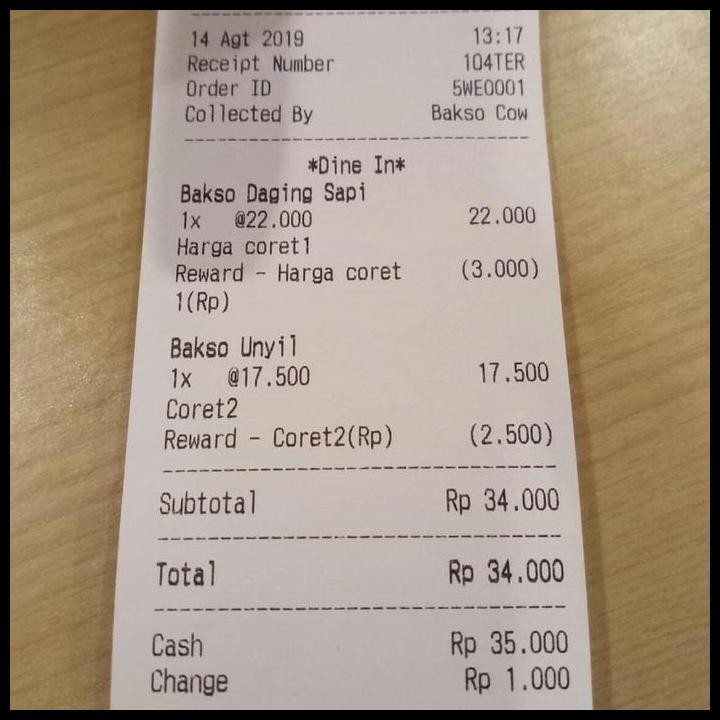 14 Agt 2019 13:17
Receipt Number 104TER
Order ID 5WE0001
Collected By Bakso Cow
*Dine In*
Bakso Daging Sapi
1x @22.000 22.000
Harga coret1
Reward - Harga coret (3.000)
1(Rp)
Bakso Unyil
1x @17.500 17.500
Coret2
Reward - Coret2(Rp) (2.500)
Subtotal Rp 34.000
Total Rp 34.000
Cash Rp 35.000
Change Rp 1.000